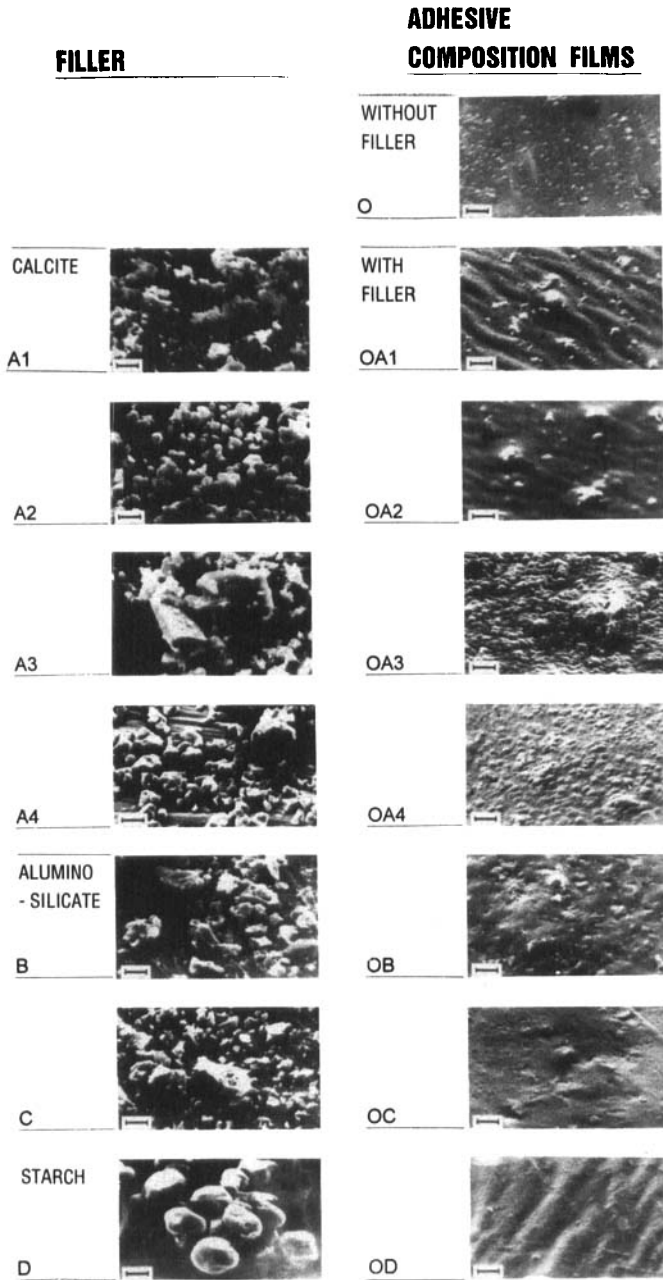 FILLER
ADHESIVE
COMPOSITION FILMS
WITHOUT
FILLER
O
CALCITE
A1
WITH
FILLER
OA1
A2
OA2
A3
OA3
A4
OA4
ALUMINO
- SILICATE
B
OB
C
OC
STARCH
D
OD